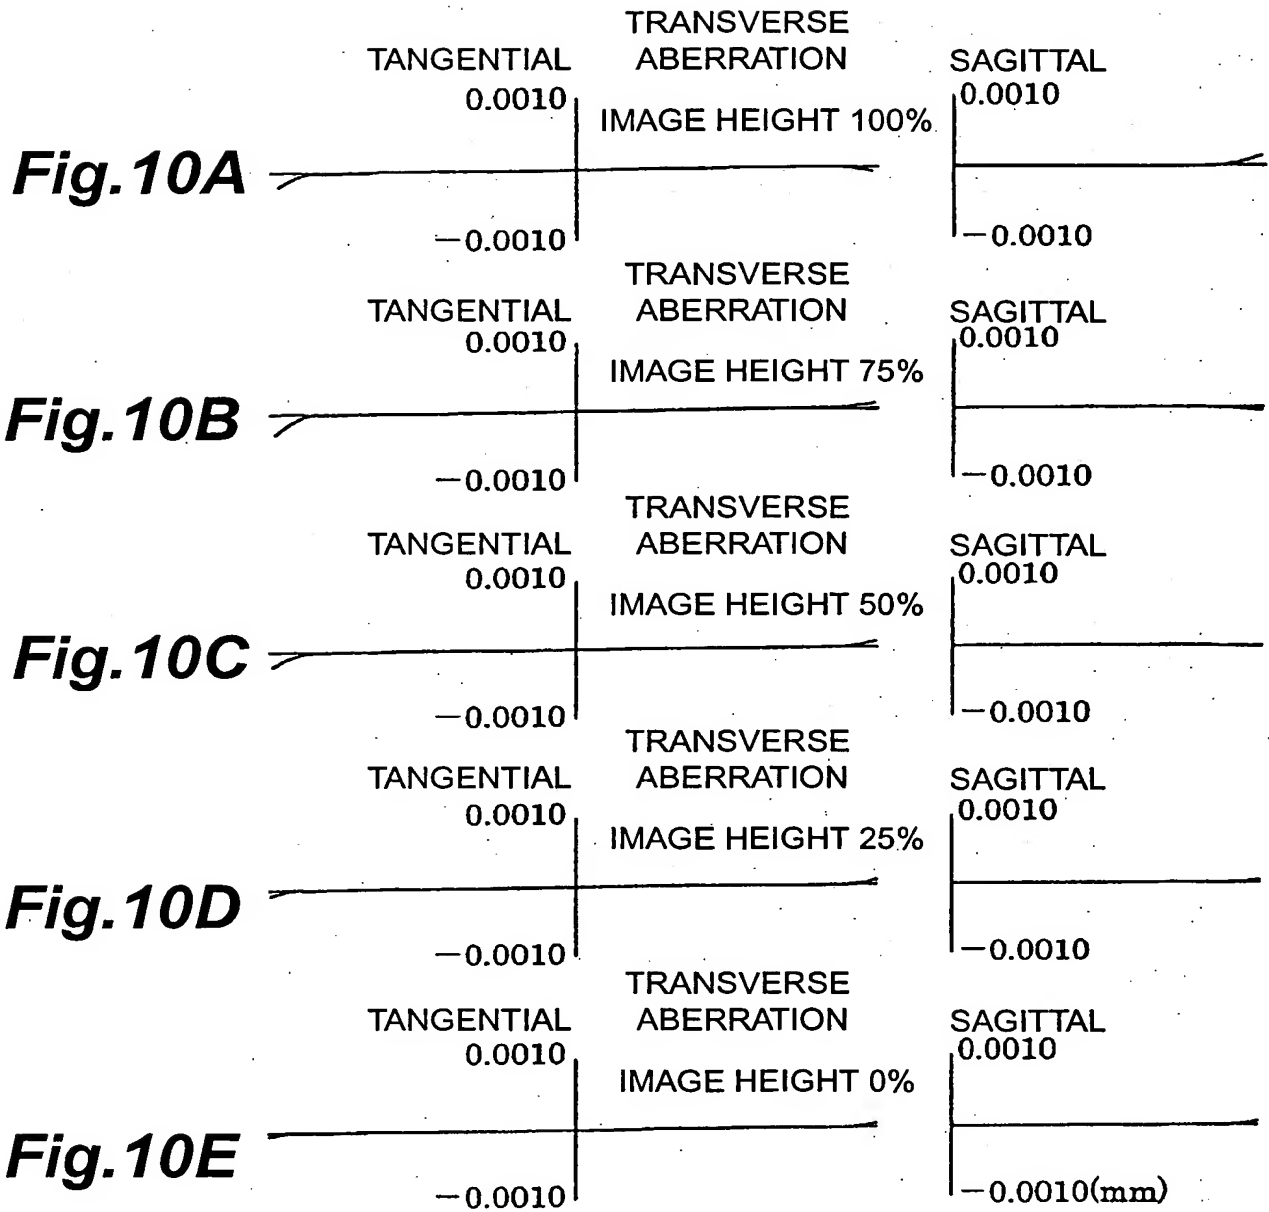 TRANSVERSE
TANGENTIAL ABERRATION SAGITTAL
0.0010 0.0010
IMAGE HEIGHT 100%
Fig.10A
−0.0010 −0.0010
TRANSVERSE
TANGENTIAL ABERRATION SAGITTAL
0.0010 0.0010
IMAGE HEIGHT 75%
Fig.10B
−0.0010 −0.0010
TRANSVERSE
TANGENTIAL ABERRATION SAGITTAL
0.0010 0.0010
IMAGE HEIGHT 50%
Fig.10C
−0.0010 −0.0010
TRANSVERSE
TANGENTIAL ABERRATION SAGITTAL
0.0010 0.0010
IMAGE HEIGHT 25%
Fig.10D
−0.0010 −0.0010
TRANSVERSE
TANGENTIAL ABERRATION SAGITTAL
0.0010 0.0010
IMAGE HEIGHT 0%
Fig.10E
−0.0010 −0.0010(mm)